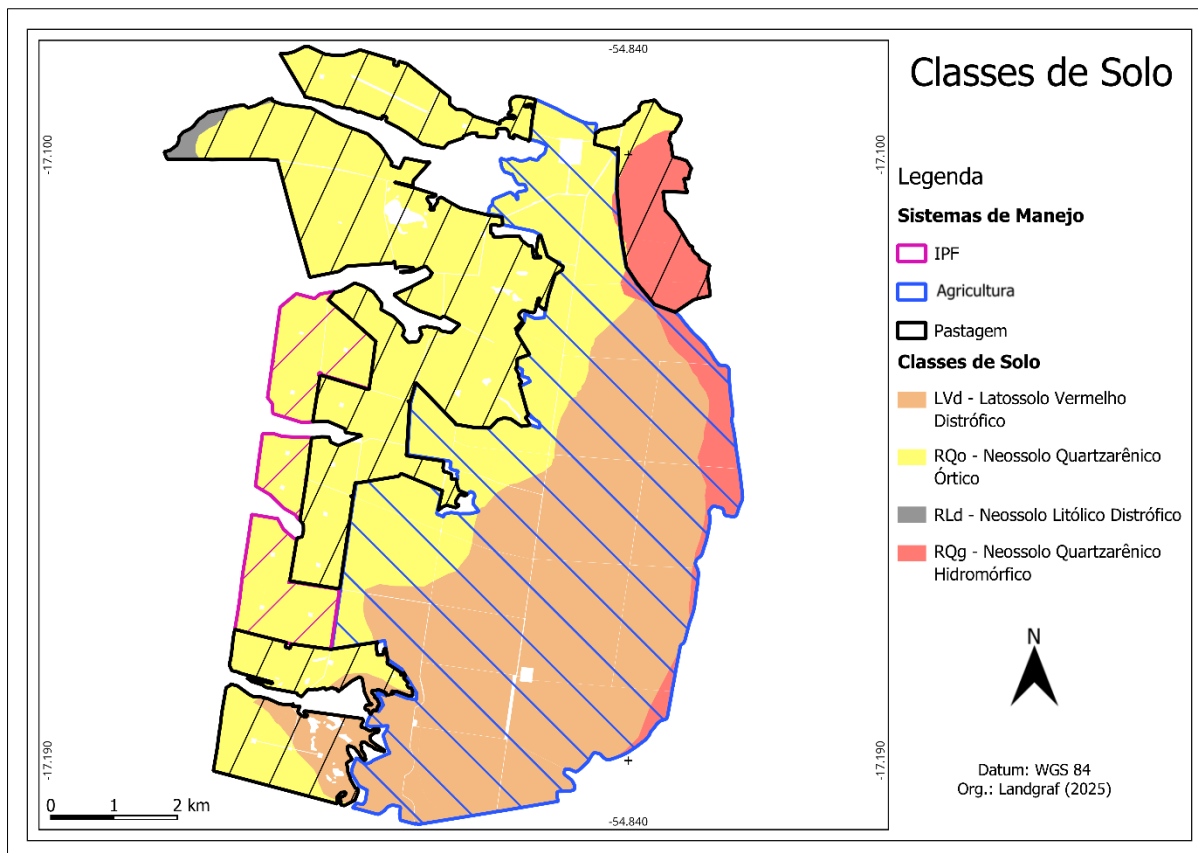 -54.840
Classes de Solo
-17.100
-17.100
Legenda
Sistemas de Manejo
IPF
Agricultura
Pastagem
Classes de Solo
LVd - Latossolo Vermelho
Distrófico
RQo - Neossolo Quartzarênico
Órtico
RLd - Neossolo Litólico Distrófico
RQg - Neossolo Quartzarênico
Hidromórfico
N
-17.190
-17.190
Datum: WGS 84
Org.: Landgraf (2025)
0 1 2 km
-54.840